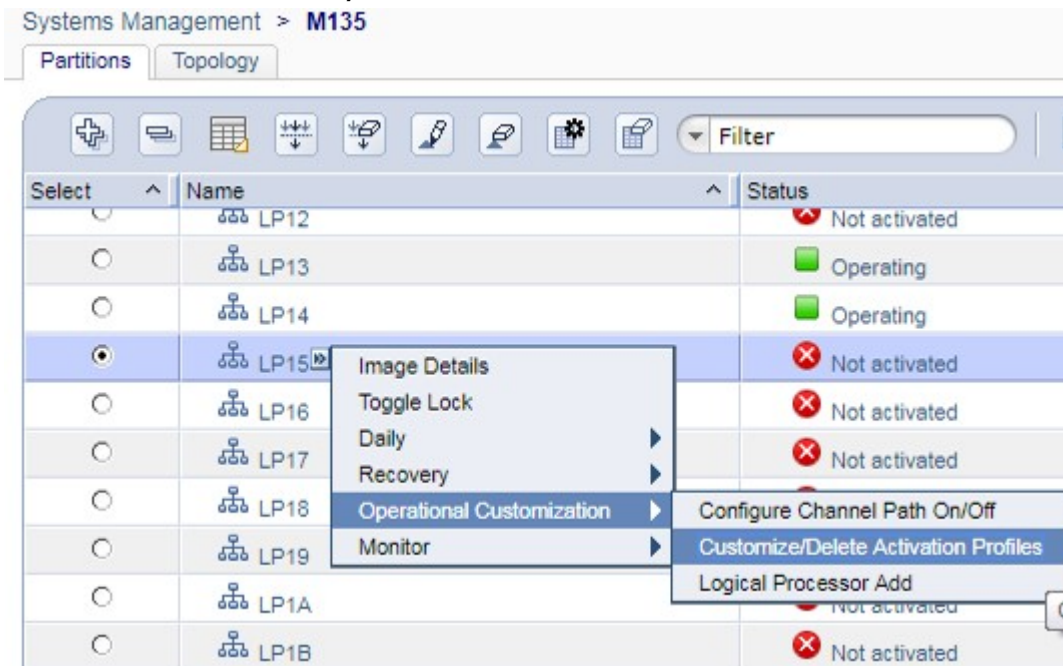 Systems Management > M135
Partitions Topology
Filter
Select Name Status
LP12 Not activated
LP13 Operating
LP14 Operating
LP15 Not activated
LP16 Not activated
LP17 Not activated
LP18
LP19
LP1A Not activated
LP1B Not activated
Image Details
Toggle Lock
Daily
Recovery
Operational Customization
Monitor
Configure Channel Path On/Off
Customize/Delete Activation Profiles
Logical Processor Add